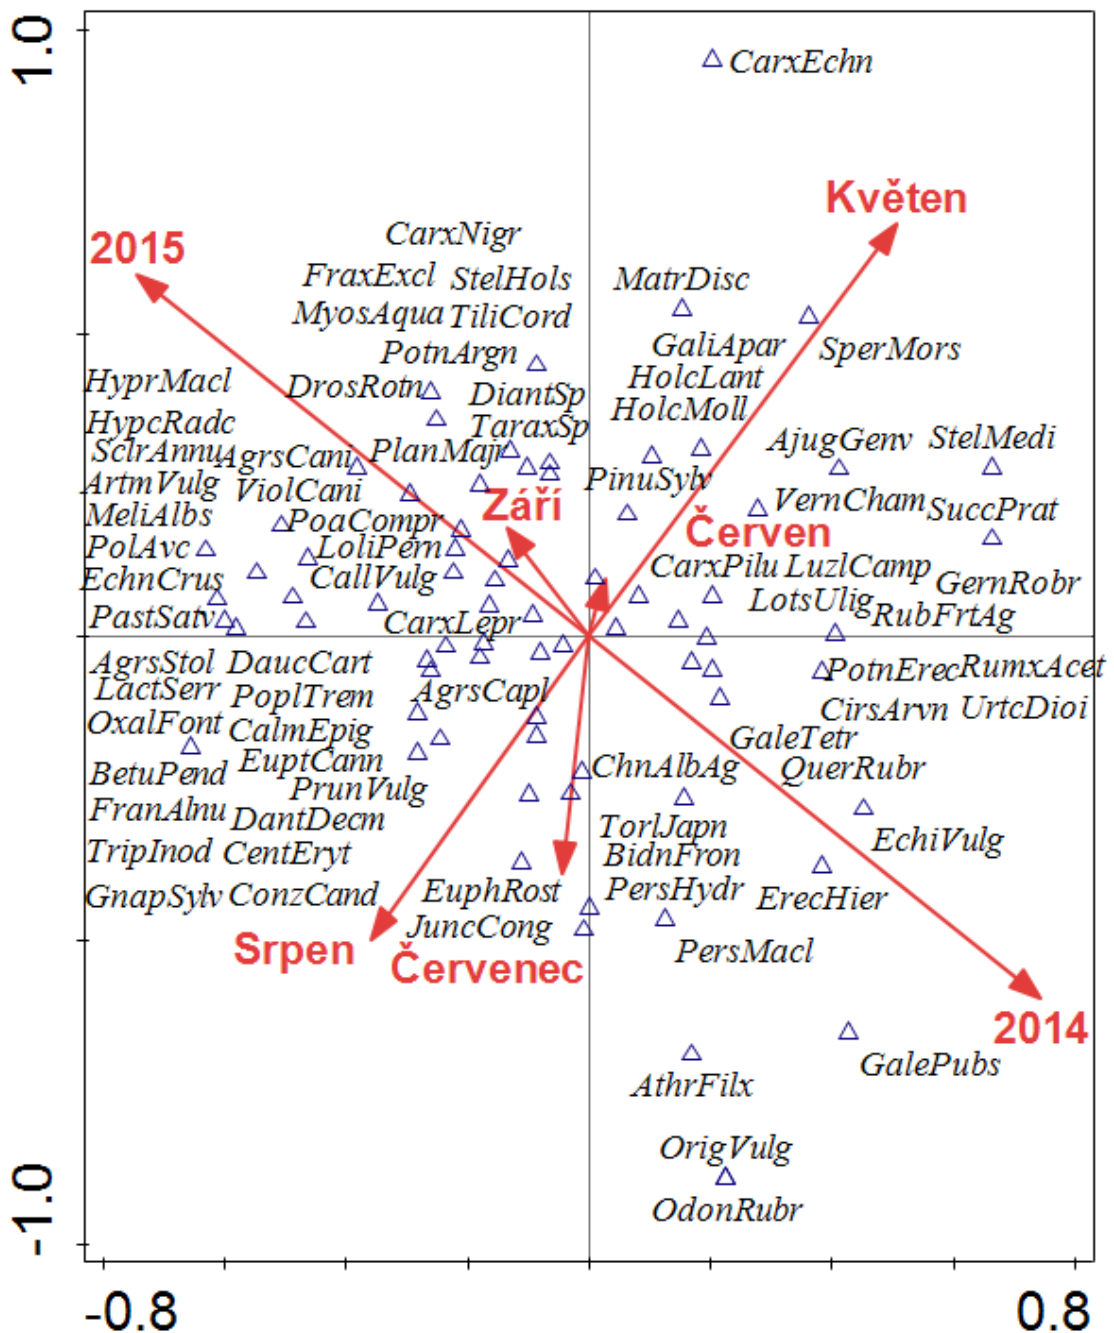 1.0
CarxEchn
Květen
CarxNigr
2015
FraxExcl StelHols MatrDisc
MyosAqua TiliCord
GaliApar SperMors
PotnArgn
HyprMacl DrosRotn DiantSp HolcLant
HolcMoll
HypcRadc TaraxSp
AjugGenv StelMedi
SclrAnnu AgrsCani PlanMajr
ArtmVulg ViolCani PinuSylv
Září VernCham SuccPrat
MeliAlbs PoaCompr Červen
PolAvc LoliPern
CarxPilu LuzlCamp GernRobr
EchnCrus CallVulg
LotsUlig RubFrtAg
PastSatv CarxLepr
AgrsStol DaucCart PotnErec RumxAcet
LactSerr PoplTrem AgrsCapl
CirsArvn UrtcDioi
OxalFont CalmEpig GaleTetr
BetuPend EuptCann ChnAlbAg QuerRubr
PrunVulg
FranAlnu DantDecm TorlJapn EchiVulg
TripInod CentEryt BidnFron
GnapSylv ConzCand EuphRost PersHydr ErecHier
JuncCong
Srpen Červenec PersMacl
2014
GalePubs
AthrFilx
OrigVulg
OdonRubr
-1.0
-0.8 0.8